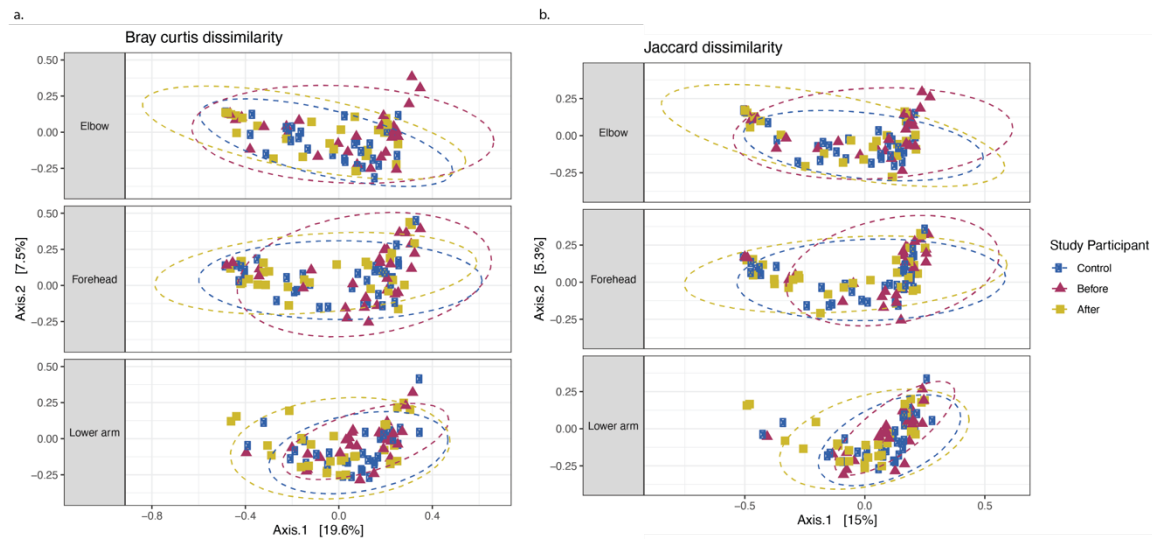 a.
Bray curtis dissimilarity
0.50
0.25
0.00
−0.25
Elbow
0.50
0.25
0.00
−0.25
Forehead
0.50
0.25
0.00
−0.25
Lower arm
Axis.2 [7.5%]
−0.8
−0.4
0.0
0.4
Axis.1 [19.6%]
b.
Jaccard dissimilarity
0.25
0.00
−0.25
Elbow
0.25
0.00
−0.25
Forehead
0.25
0.00
−0.25
Lower arm
Axis.2 [5.3%]
−0.5
0.0
0.5
Axis.1 [15%]
Study Participant
Control
Before
After